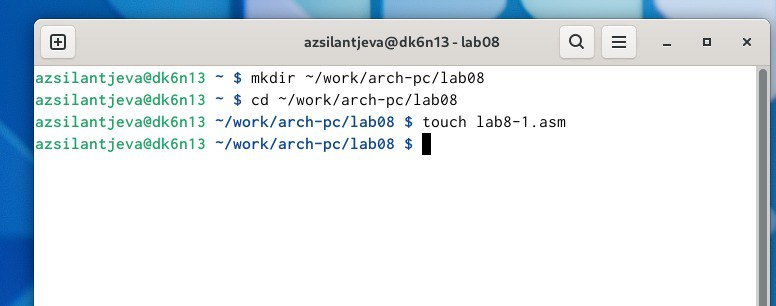 azsilantjeva@dk6n13 - lab08
azsilantjeva@dk6n13 ~ $ mkdir ~/work/arch-pc/lab08
azsilantjeva@dk6n13 ~ $ cd ~/work/arch-pc/lab08
azsilantjeva@dk6n13 ~/work/arch-pc/lab08 $ touch lab8-1.asm
azsilantjeva@dk6n13 ~/work/arch-pc/lab08 $